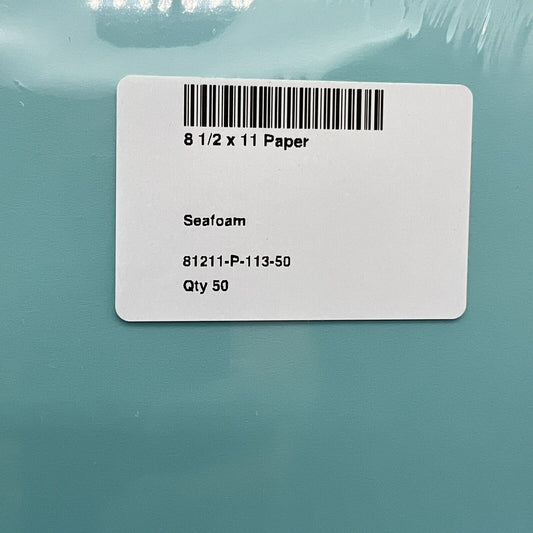 8 1/2 x 11 Paper
Seafoam
81211-P-113-50
Qty 50